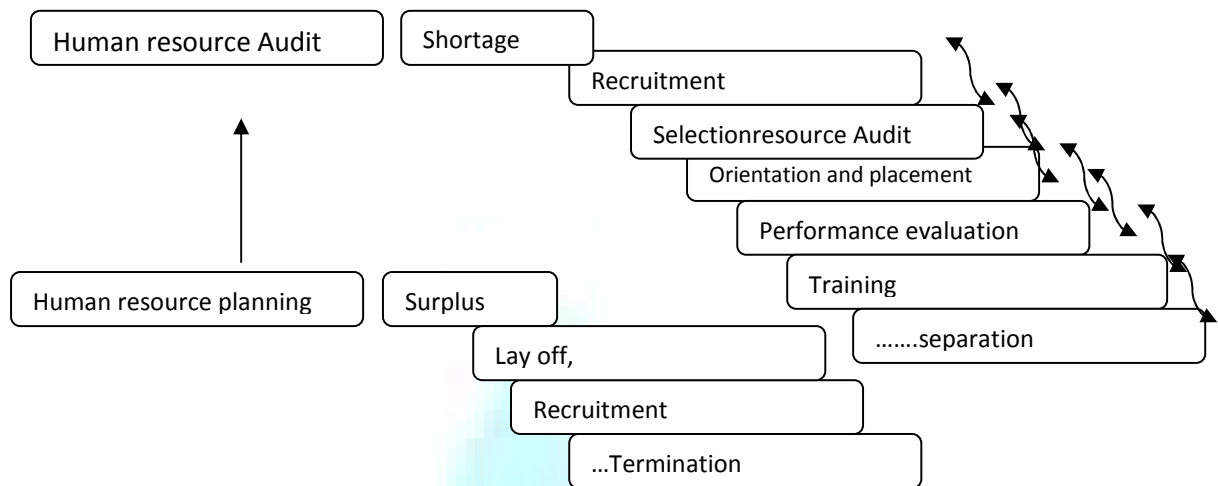 Human resource Audit
Shortage
Recruitment
Selectionresource Audit
Orientation and placement
Performance evaluation
Training
…….separation
Human resource planning
Surplus
Lay off,
Recruitment
…Termination